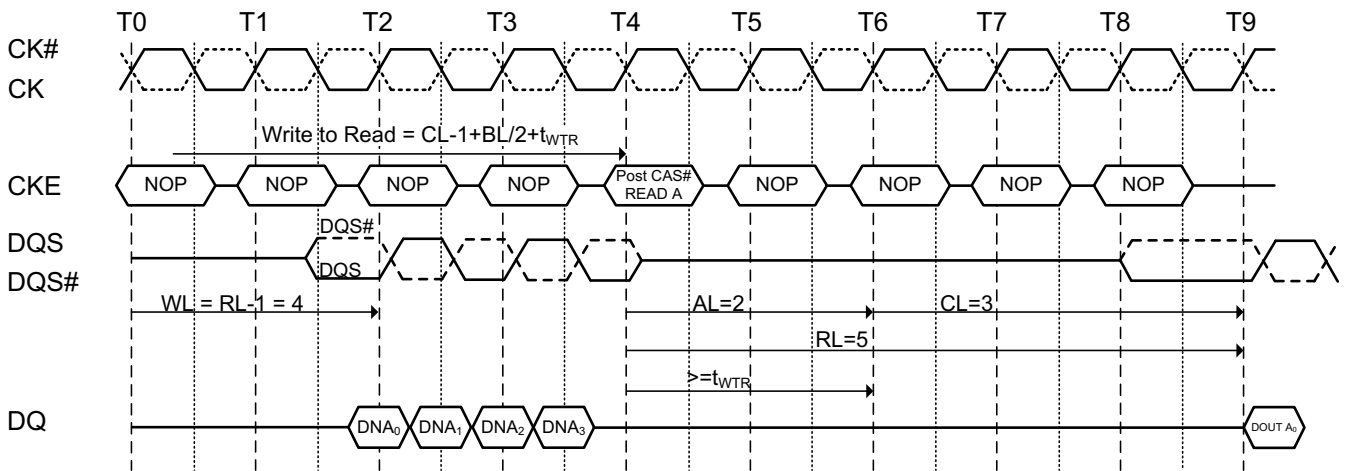 T0 T1 T2 T3 T4 T5 T6 T7 T8 T9
CK#
CK
Write to Read = CL-1+BL/2+tWTR
CKE NOP NOP NOP NOP Post CAS# READ A NOP NOP NOP NOP
DQS DQS#
DQS# DQS
WL = RL-1 = 4 AL=2 CL=3
RL=5
>=tWTR
DQ DNA0 DNA1 DNA2 DNA3 DOUT A0